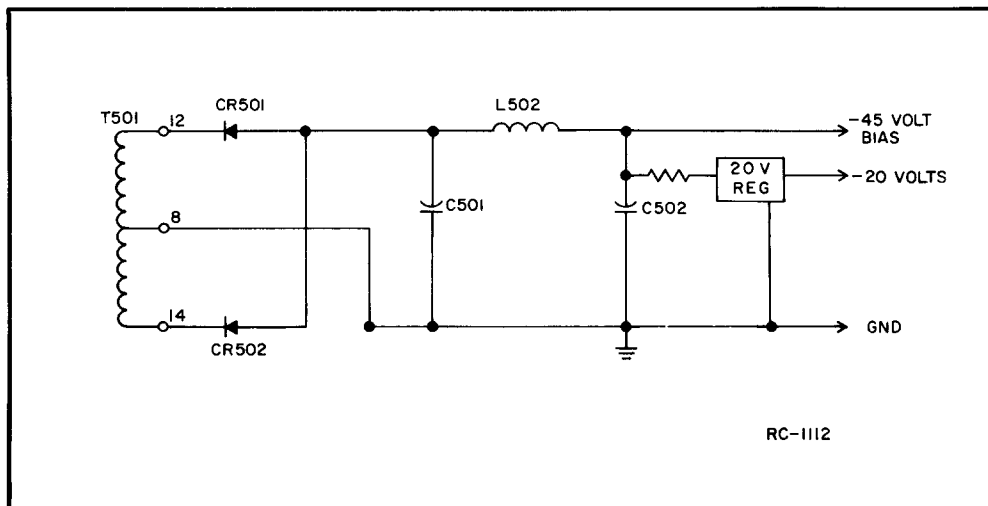 T501
12
CR501
L502
-45 VOLT
BIAS
20 V
REG
-20 VOLTS
8
C501
C502
14
CR502
GND
RC-1112